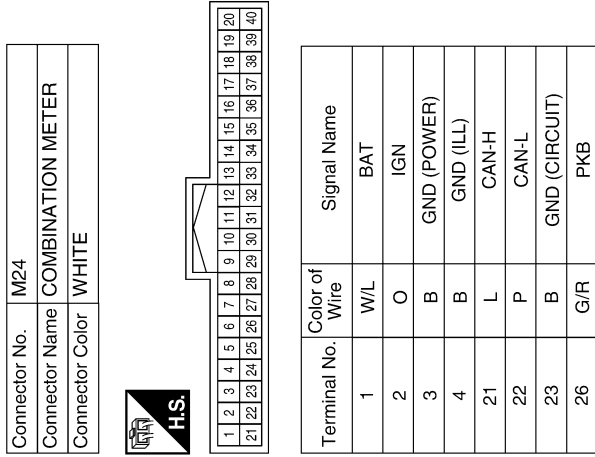 Connector No. M24
Connector Name COMBINATION METER
Connector Color WHITE
H.S.
1 2 3 4 5 6 7 8 9 10 11 12 13 14 15 16 17 18 19 20
21 22 23 24 25 26 27 28 29 30 31 32 33 34 35 36 37 38 39 40
Terminal No. Color of Wire Signal Name
1 W/L BAT
2 O IGN
3 B GND (POWER)
4 B GND (ILL)
21 L CAN-H
22 P CAN-L
23 B GND (CIRCUIT)
26 G/R PKB